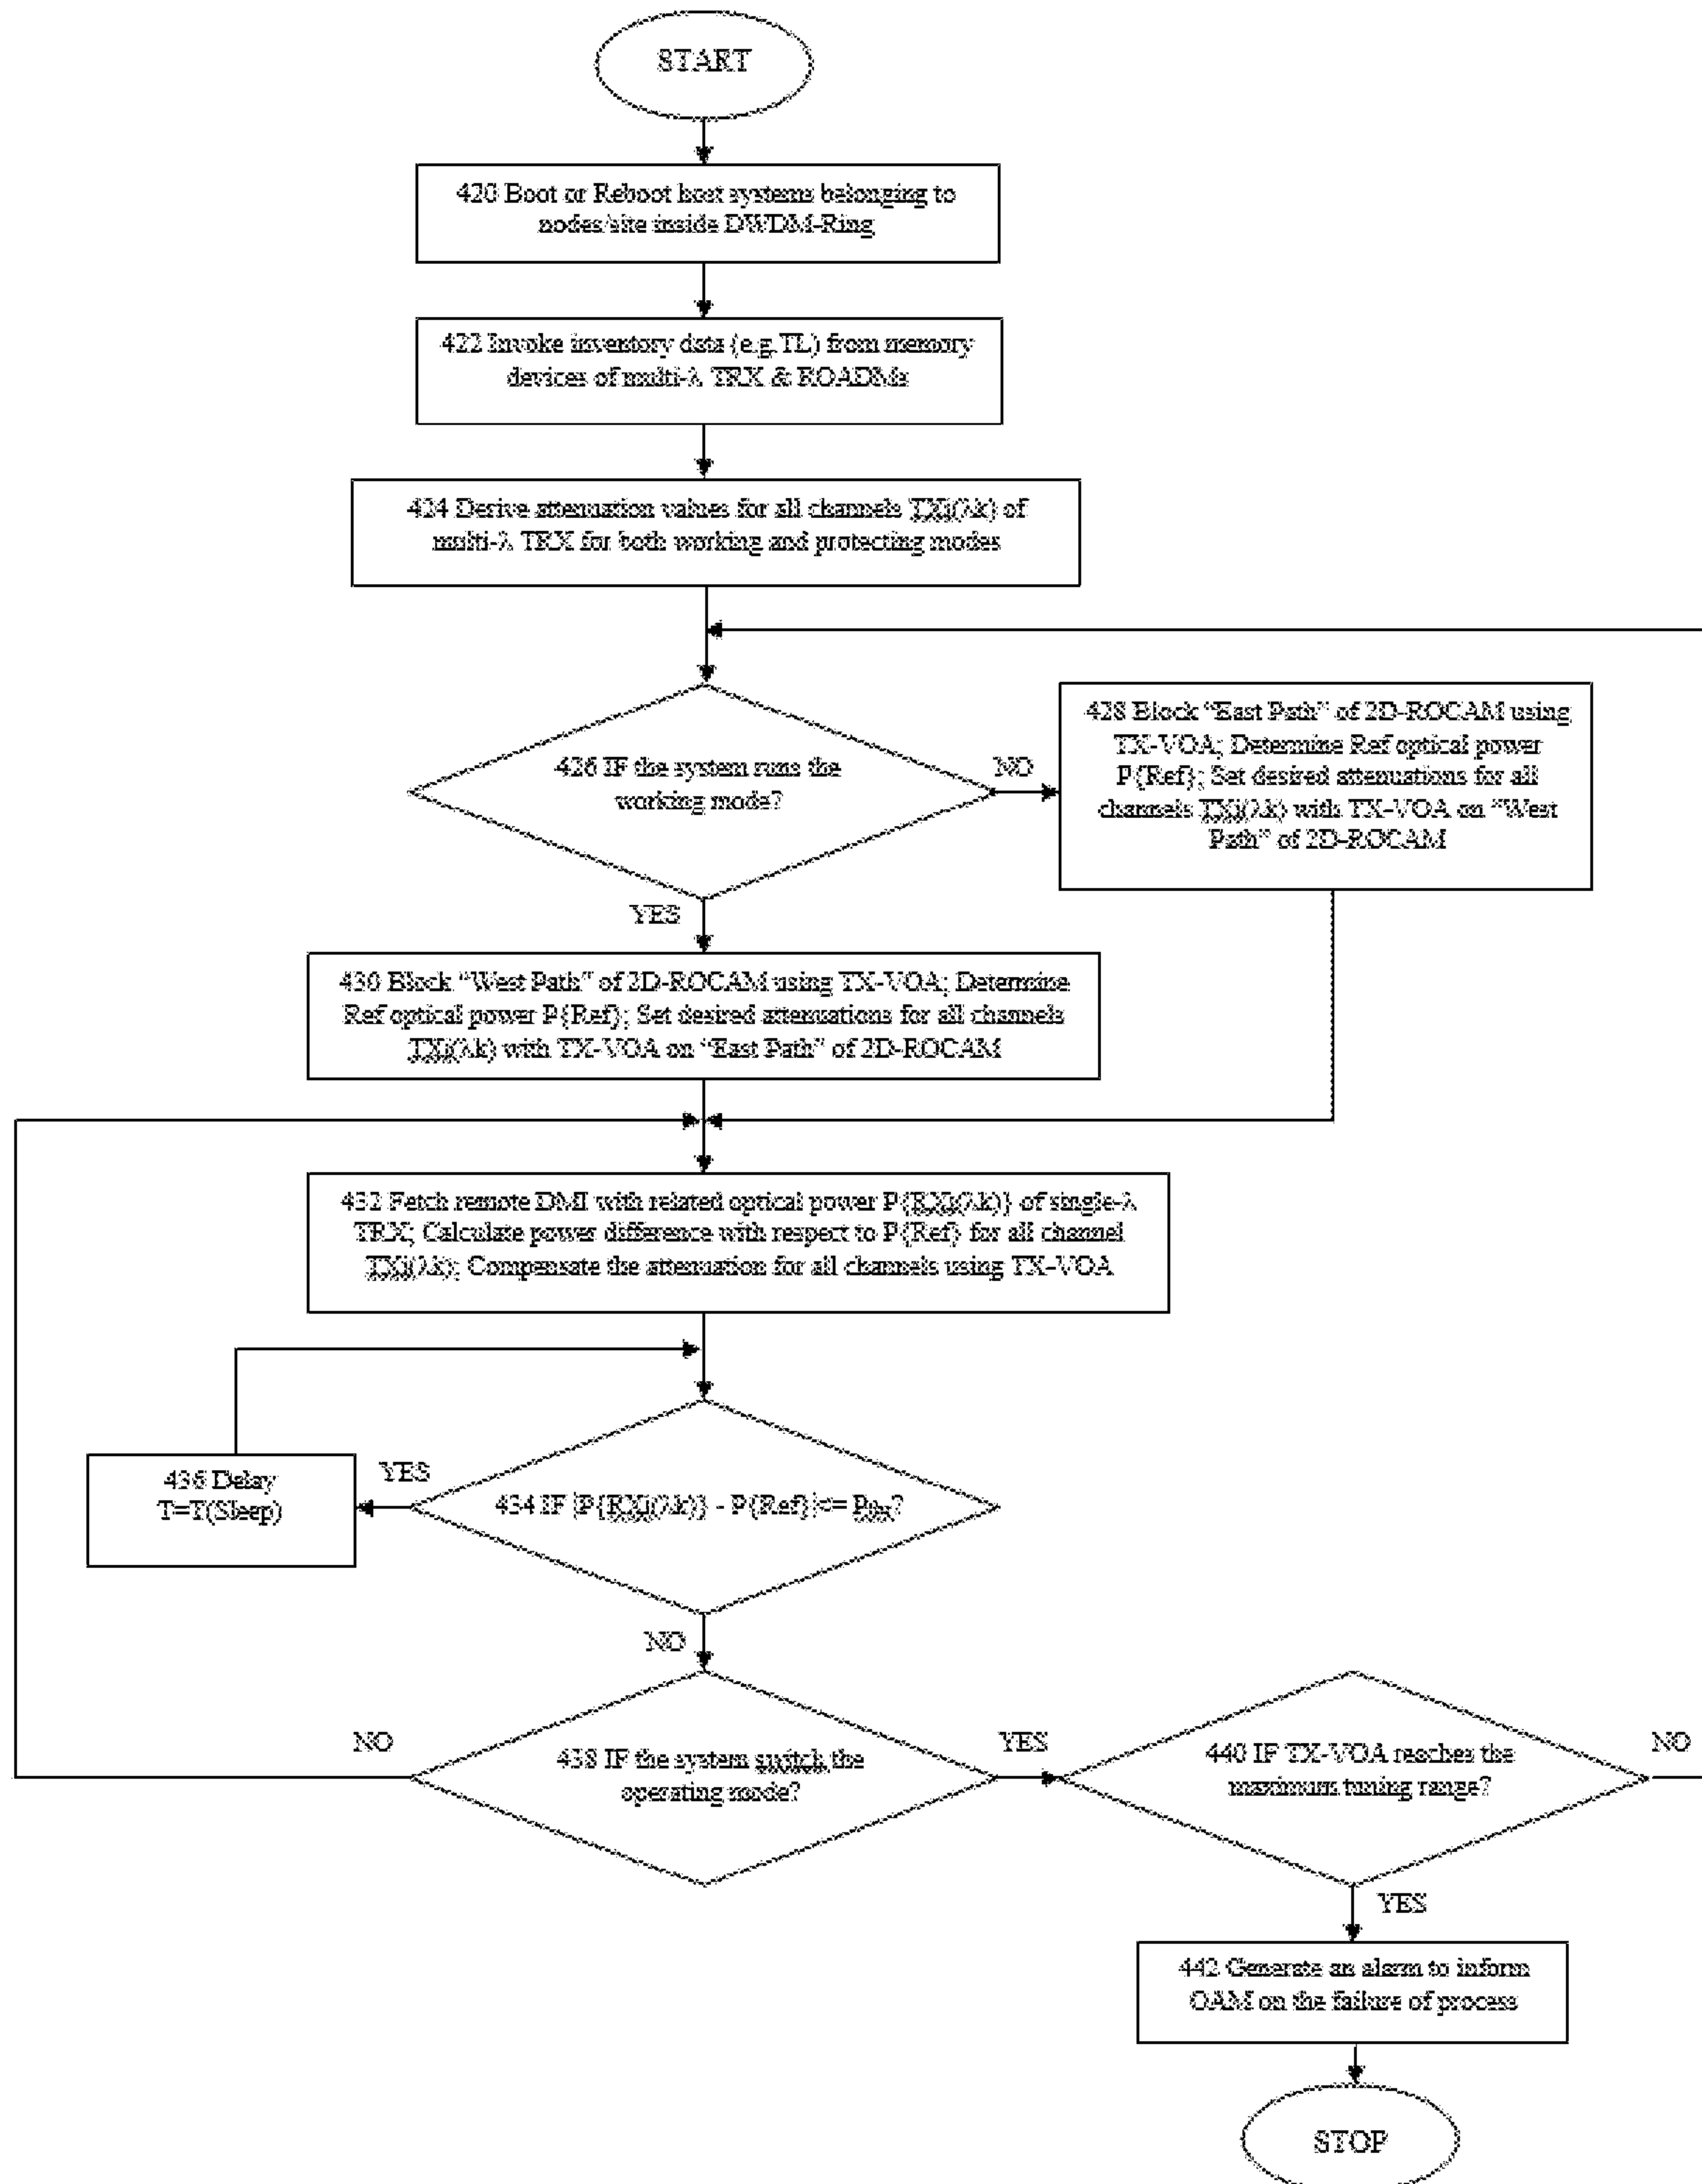 START
420 Boot or Reboot host systems belonging to
nodes/site inside DWDM-Ring
422 Invoke inventory data (e.g.TL) from memory
devices of multi-λ TRX & ROADMs
424 Derive attenuation values for all channels TXi(λk) of
multi-λ TRX for both working and protecting modes
426 IF the system runs the
working mode?
NO
428 Block “East Path” of 2D-ROCAM using
TX-VOA; Determine Ref optical power
P{Ref}; Set desired attenuations for all
channels TXi(λk) with TX-VOA on “West
Path” of 2D-ROCAM
YES
430 Block “West Path” of 2D-ROCAM using TX-VOA; Determine
Ref optical power P{Ref}; Set desired attenuations for all channels
TXi(λk) with TX-VOA on “East Path” of 2D-ROCAM
432 Fetch remote DMI with related optical power P{RXj(λk)} of single-λ
TRX; Calculate power difference with respect to P{Ref} for all channel
TXi(λk); Compensate the attenuation for all channels using TX-VOA
436 Delay
T=T(Sleep)
YES
434 IF |P{RXj(λk)} - P{Ref}|<= ?
NO
NO
438 IF the system switch the
operating mode?
YES
440 IF TX-VOA reaches the
maximum tuning range?
NO
YES
442 Generate an alarm to inform
OAM on the failure of process
STOP